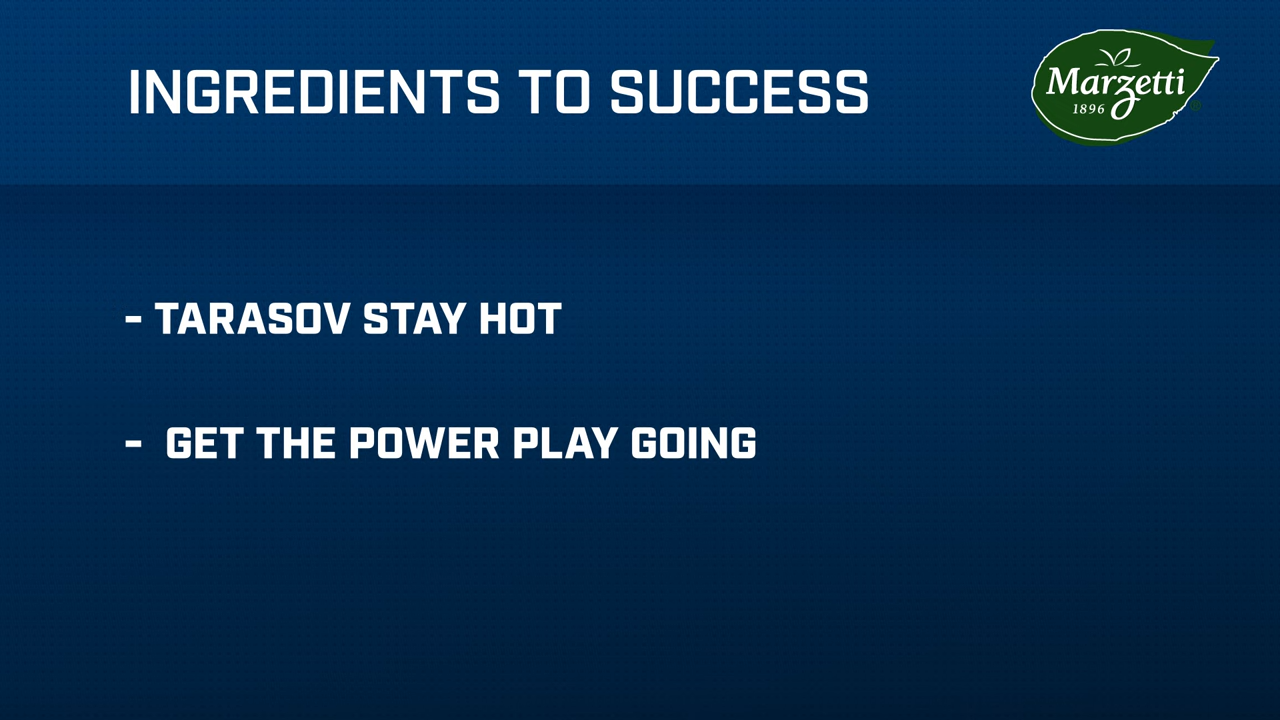 INGREDIENTS TO SUCCESS
Marzetti
1896
®
- TARASOV STAY HOT
- GET THE POWER PLAY GOING